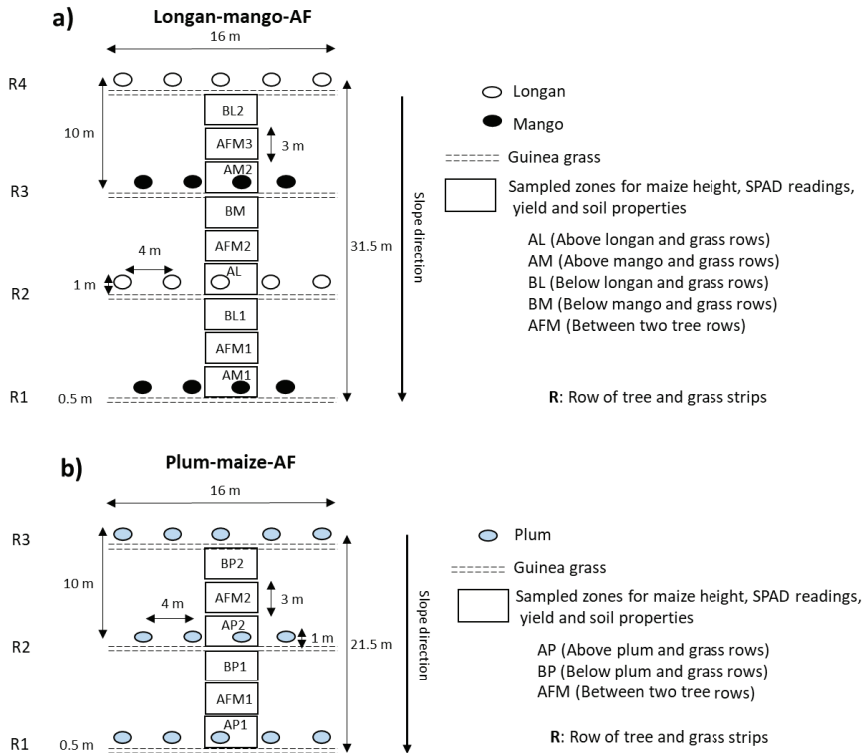 a)
Longan-mango-AF
16 m
R4
BL2
10 m
AFM3
3 m
AM2
R3
BM
4 m
AFM2
31.5 m
AL
1 m
R2
BL1
AFM1
AM1
R1
0.5 m
Slope direction
Longan
Mango
Guinea grass
Sampled zones for maize height, SPAD readings,
yield and soil properties
AL (Above longan and grass rows)
AM (Above mango and grass rows)
BL (Below longan and grass rows)
BM (Below mango and grass rows)
AFM (Between two tree rows)
R: Row of tree and grass strips
b)
Plum-maize-AF
16 m
R3
BP2
10 m
AFM2
3 m
4 m
AP2
1 m
R2
21.5 m
BP1
AFM1
AP1
R1
0.5 m
Slope direction
Plum
Guinea grass
Sampled zones for maize height, SPAD readings,
yield and soil properties
AP (Above plum and grass rows)
BP (Below plum and grass rows)
AFM (Between two tree rows)
R: Row of tree and grass strips